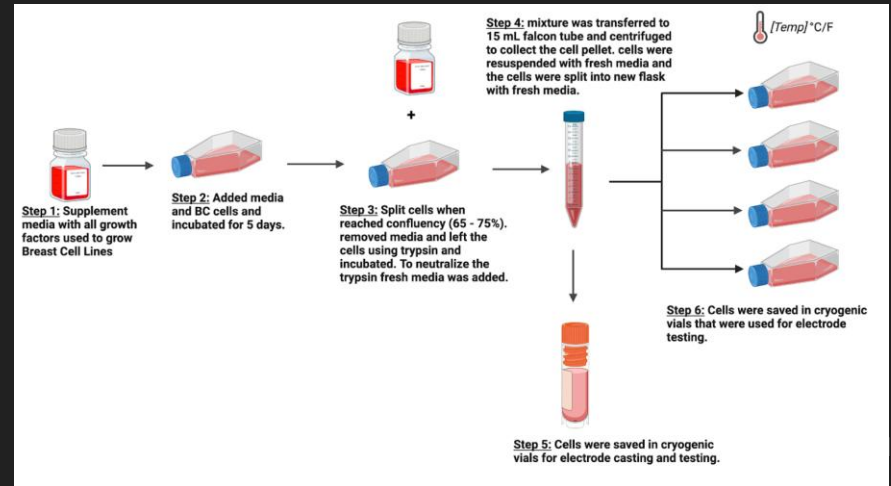 Step 1: Supplement
media with all growth
factors used to grow
Breast Cell Lines
Step 2: Added media
and BC cells and
incubated for 5 days.
Step 3: Split cells when
reached confluency (65 - 75%).
removed media and left the
cells using trypsin and
incubated. To neutralize the
trypsin fresh media was added.
+
Step 4: mixture was transferred to
15 mL falcon tube and centrifuged
to collect the cell pellet. cells were
resuspended with fresh media and
the cells were split into new flask
with fresh media.
Step 5: Cells were saved in cryogenic
vials for electrode casting and testing.
[Temp] °C/F
Step 6: Cells were saved in cryogenic
vials that were used for electrode
testing.